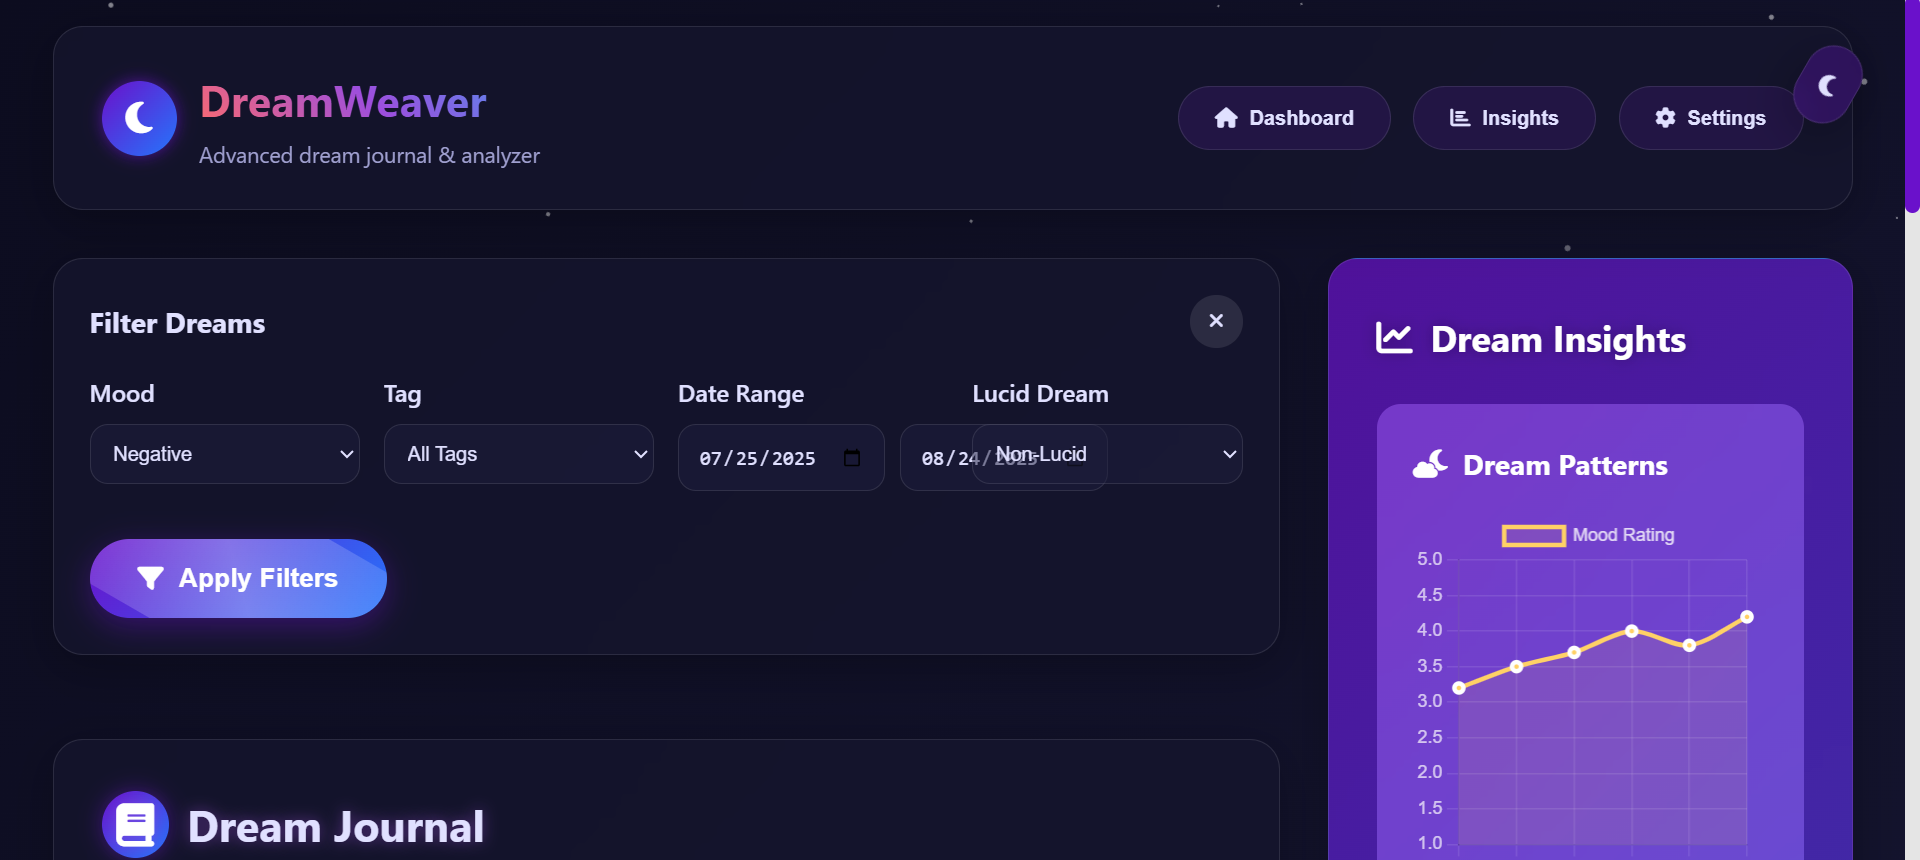 DreamWeaver
Advanced dream journal & analyzer
Dashboard
Insights
Settings
Filter Dreams
Mood
Tag
Date Range
Lucid Dream
Negative
All Tags
07/25/2025
08/24/2025
Non-Lucid
Apply Filters
Dream Journal
Dream Insights
Dream Patterns
Mood Rating
5.0
4.5
4.0
3.5
3.0
2.5
2.0
1.5
1.0